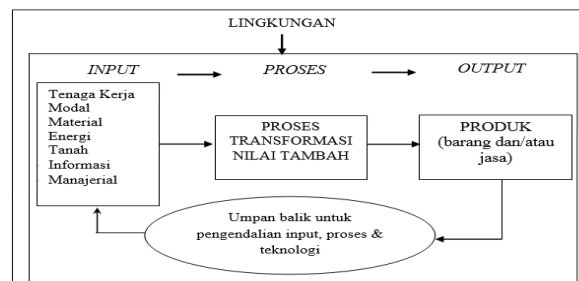 LINGKUNGAN
INPUT
PROSES
OUTPUT
Tenaga Kerja
Modal
Material
Energi
Tanah
Informasi
Manajerial
PROSES
TRANSFORMASI
NILAI TAMBAH
PRODUK
(barang dan/atau
jasa)
Umpan balik untuk
pengendalian input, proses &
teknologi